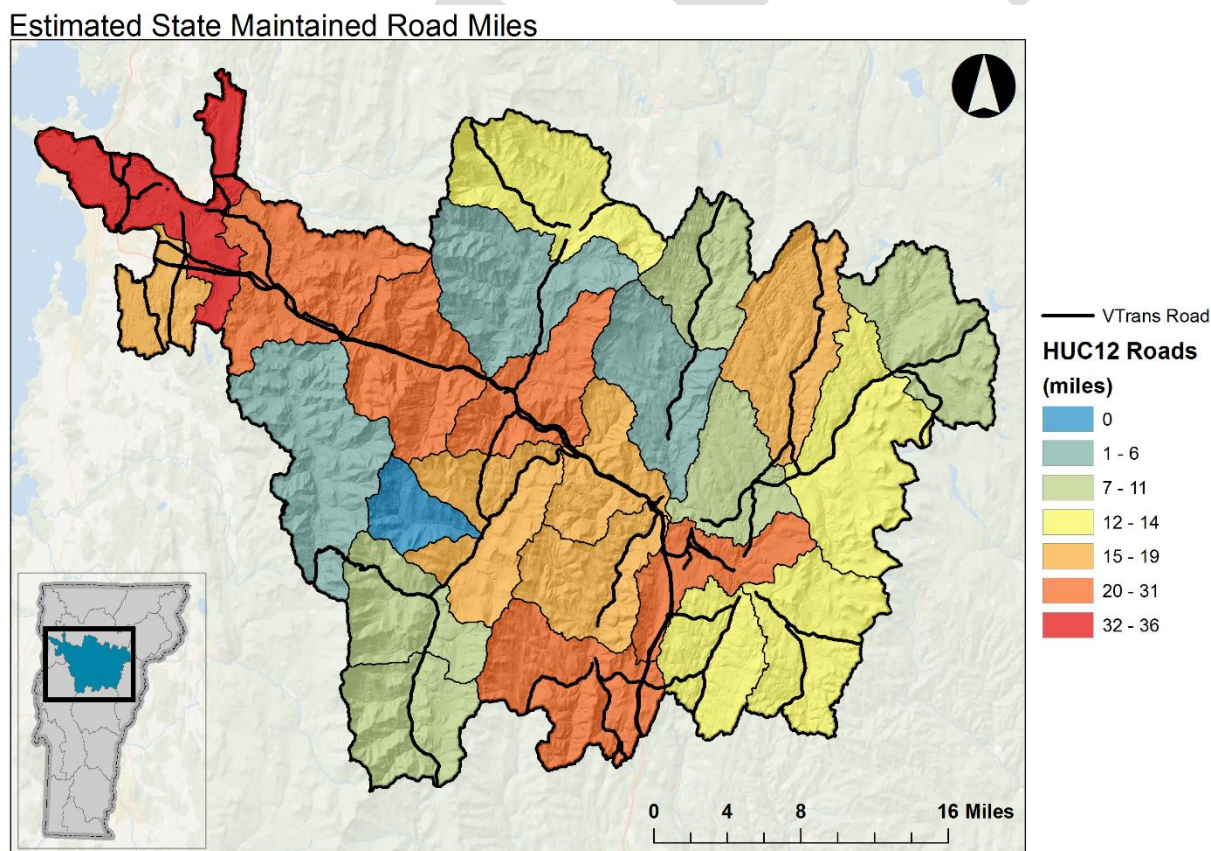 Estimated State Maintained Road Miles
VTrans Road
HUC12 Roads
(miles)
0
1 - 6
7 - 11
12 - 14
15 - 19
20 - 31
32 - 36
0 4 8 16 Miles